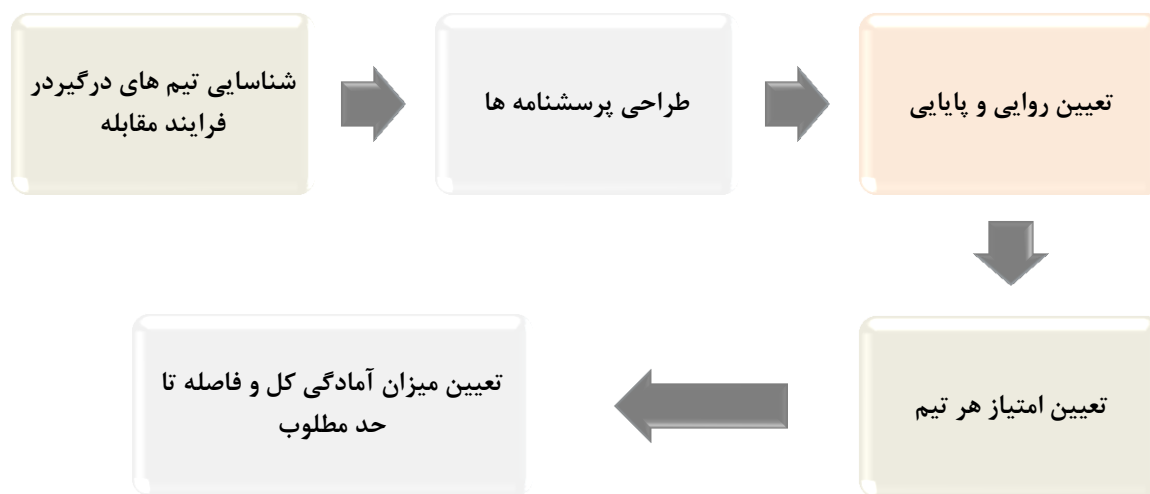 شناسایی تیم های درگیردر
فرایند مقابله
طراحی پرسشنامه ها
تعیین روایی و پایایی
تعیین امتیاز هر تیم
تعیین میزان آمادگی کل و فاصله تا
حد مطلوب